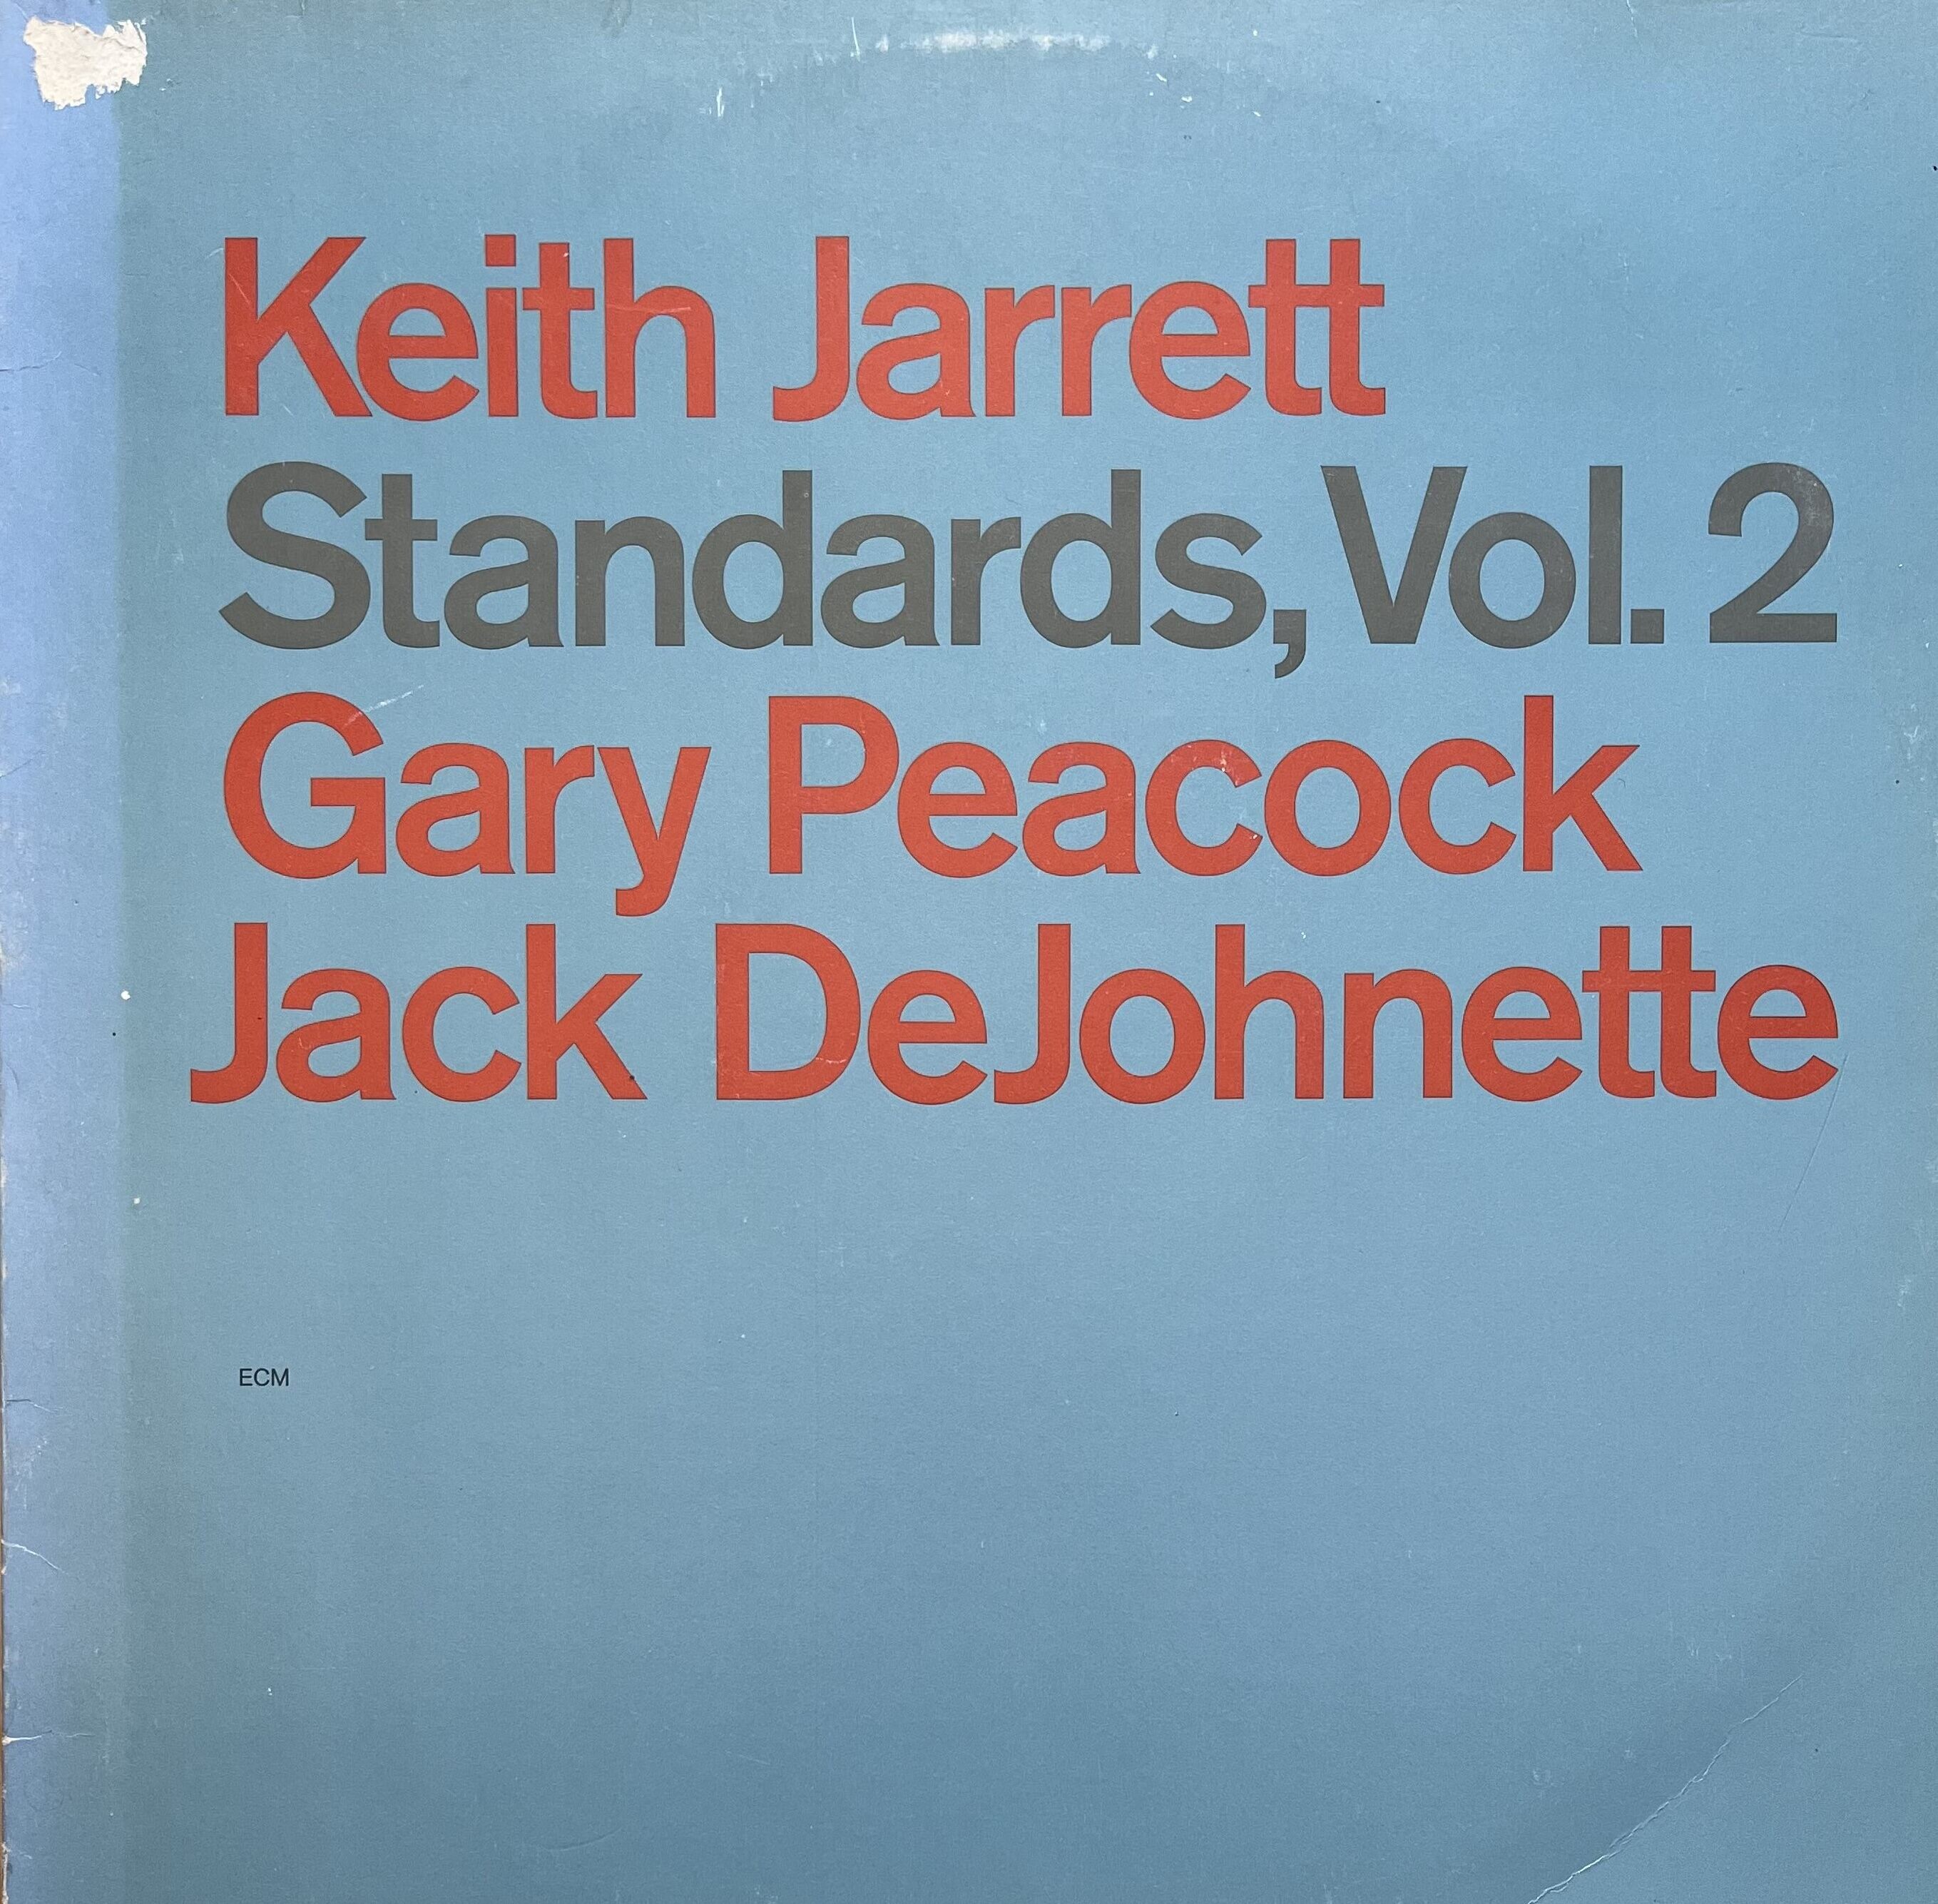 Keith Jarrett
Standards, Vol. 2
Gary Peacock
Jack DeJohnette
ECM